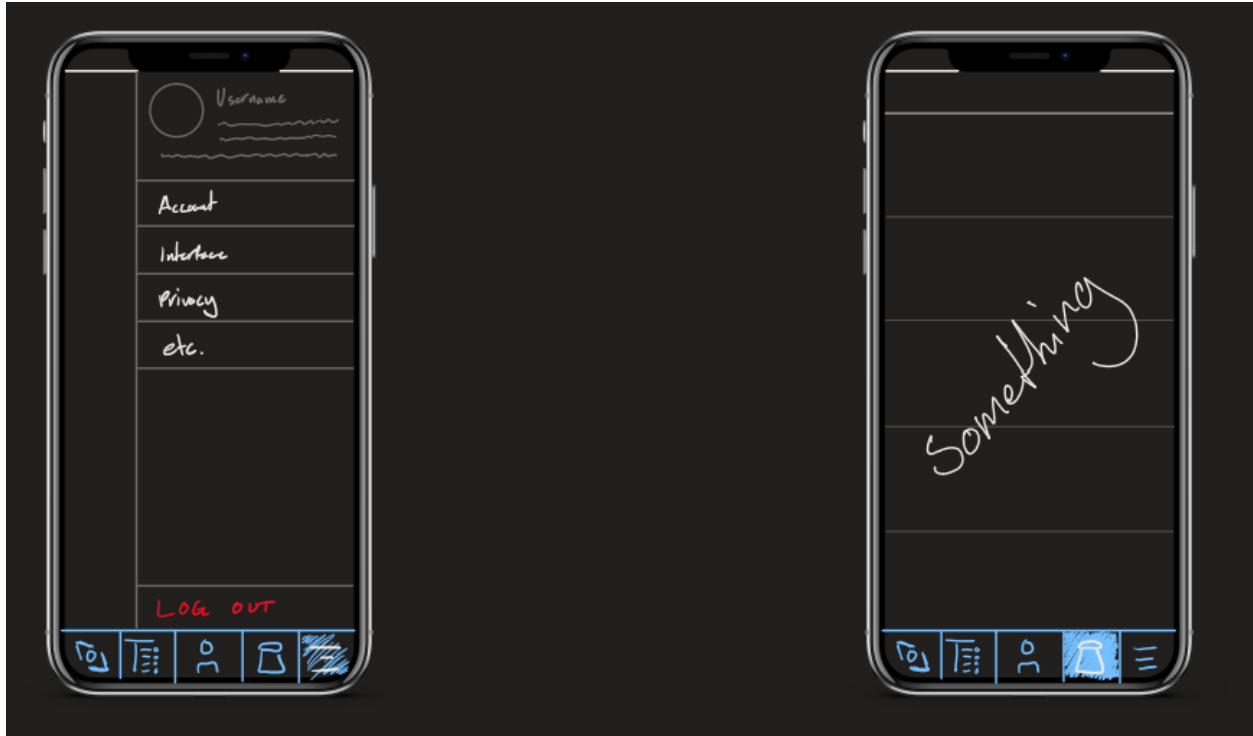 Username
Account
Interface
Privacy
etc.
LOG OUT
Something